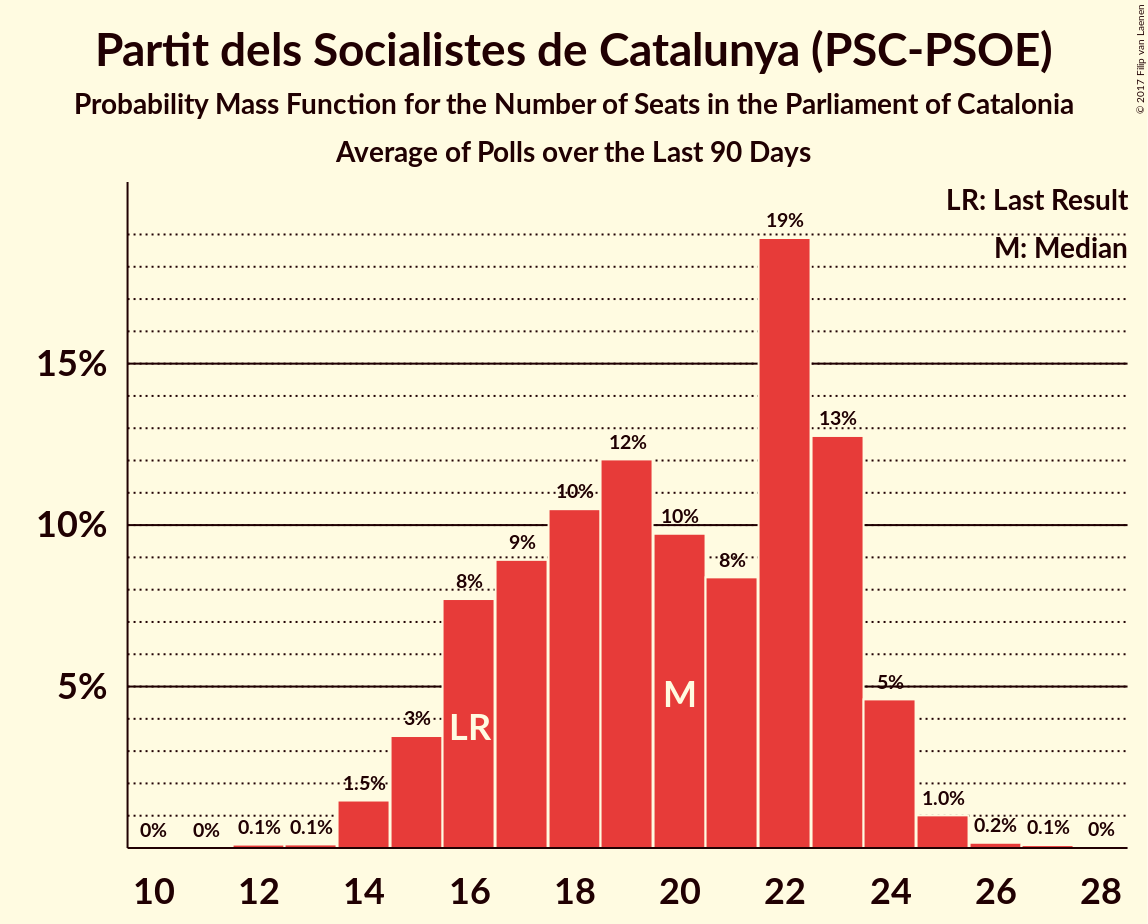 Partit dels Socialistes de Catalunya (PSC-PSOE)
Probability Mass Function for the Number of Seats in the Parliament of Catalonia
Average of Polls over the Last 90 Days
© 2017 Filip van Laenen
LR: Last Result
M: Median
15%
10%
5%
0%
0%
0.1%
0.1%
1.5%
3%
8%
9%
10%
12%
10%
8%
19%
13%
5%
1.0%
0.2%
0.1%
0%
LR
M
10 12 14 16 18 20 22 24 26 28